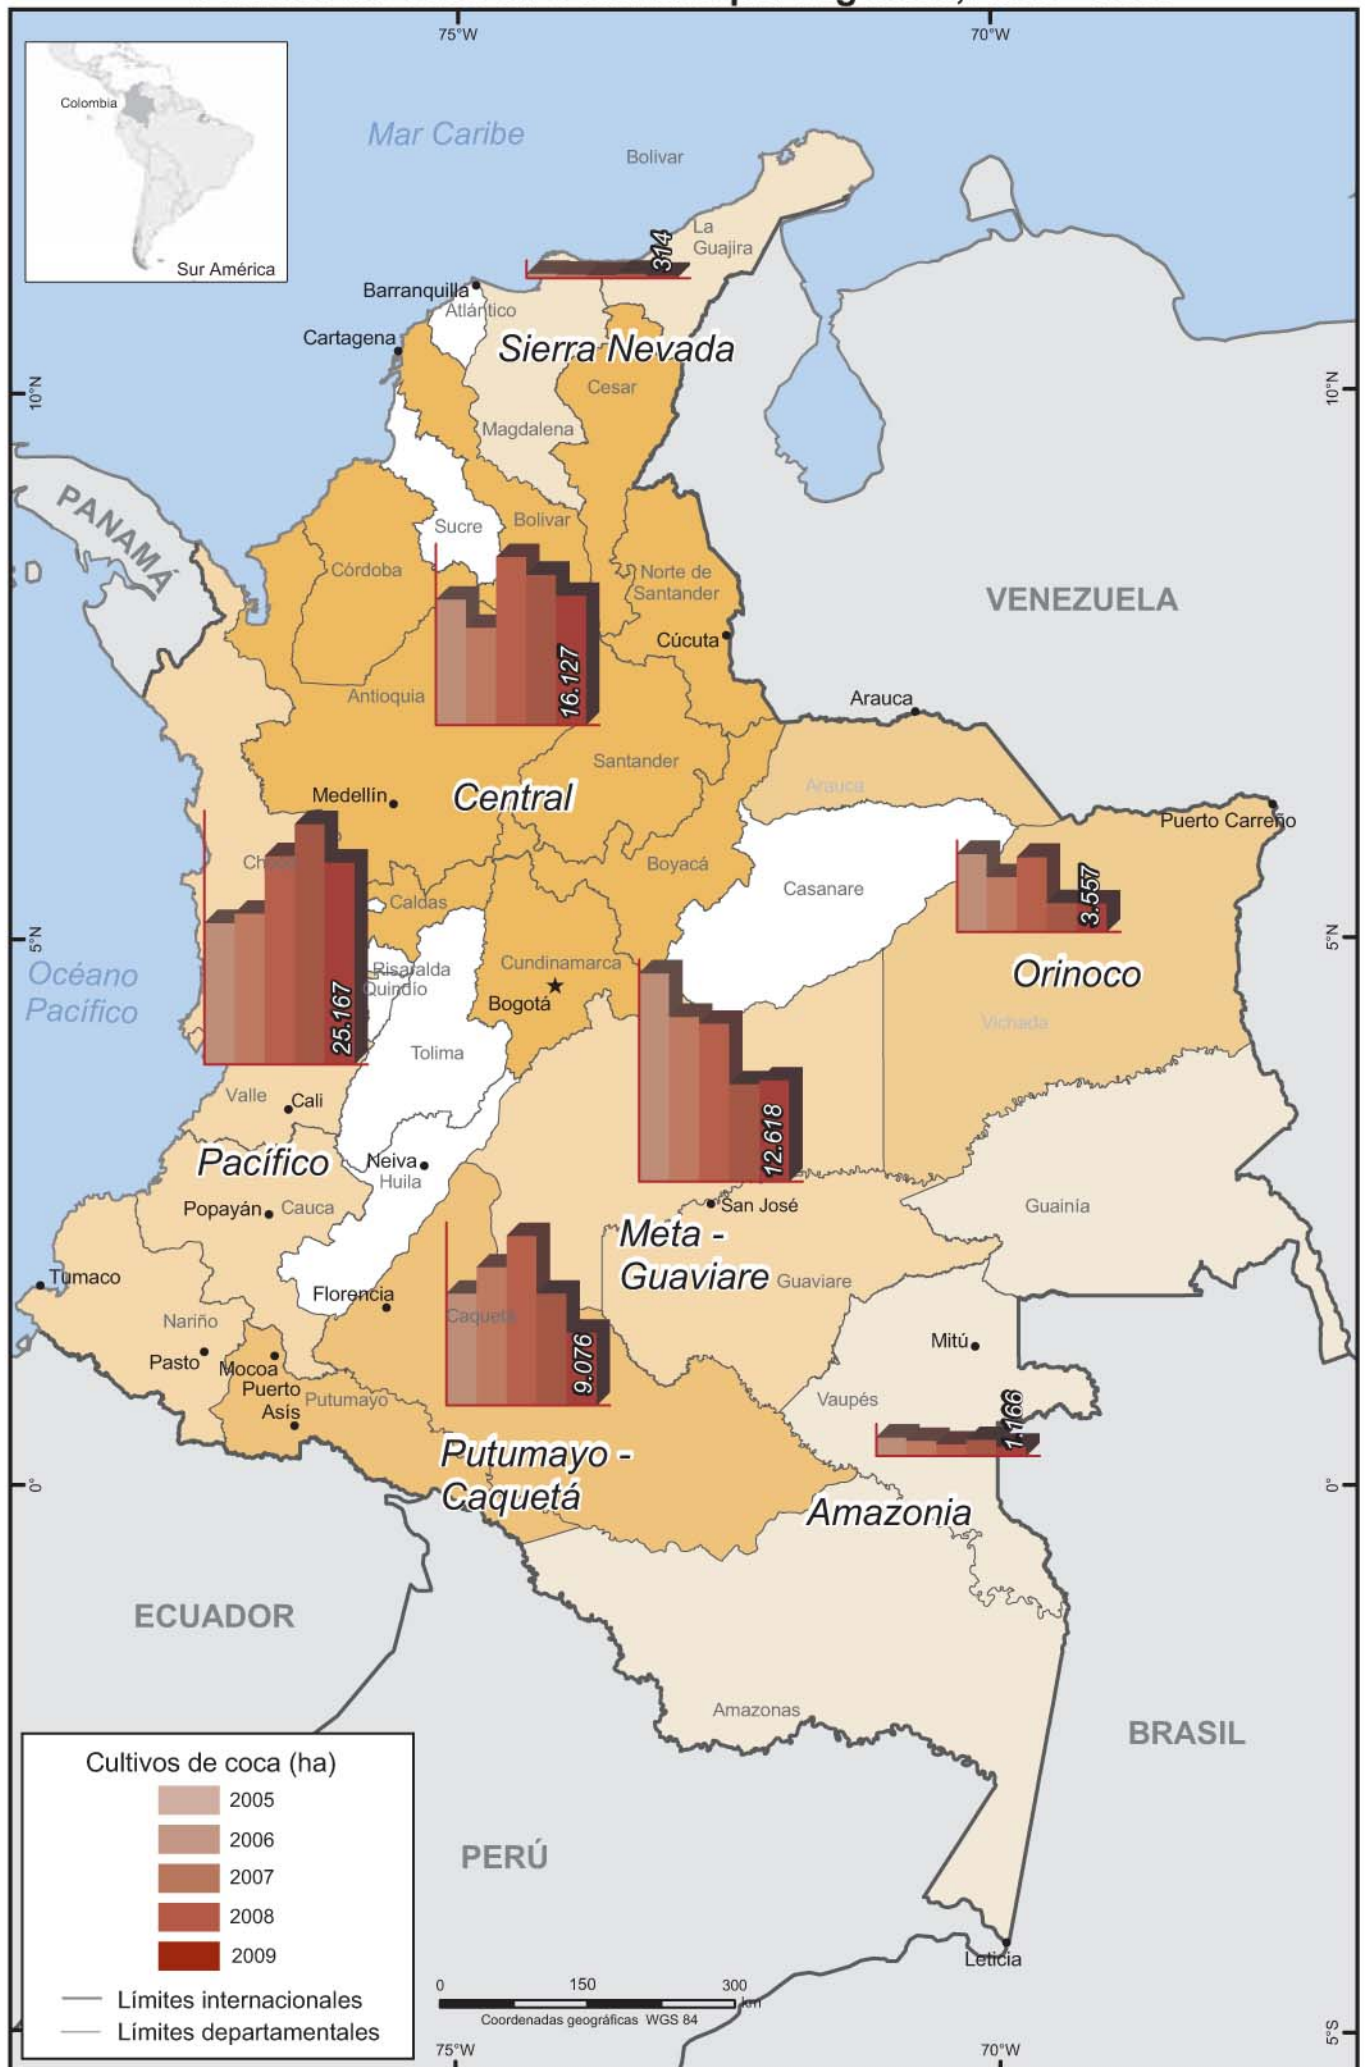 75°W
70°W
Colombia
Sur América
Mar Caribe
Bolivar
La
Guajira
314
Barranquilla
Atlántico
Cartagena
Sierra Nevada
Cesar
10°N
10°N
Magdalena
PANAMÁ
Sucre
Bolívar
Córdoba
Norte de
Santander
VENEZUELA
Cúcuta
16.127
Antioquia
Arauca
Santander
Medellín
Central
Arauca
Puerto Carreño
Boyacá
Casanare
Caldas
3.557
5°N
5°N
Océano
Pacífico
Risaralda
Quindío
Cundinamarca
Bogotá
Orinoco
25.167
Vichada
Tolima
Valle
Cali
12.618
Pacífico
Neiva
Huila
Popayán
Cauca
San José
Guainía
Meta -
Guaviare
Guaviare
Tumaco
Florencia
Nariño
Caquetá
Pasto
Mocoa
Mitú
9.076
Puerto
Asís
Putumayo
Vaupés
1.166
Putumayo -
Caquetá
0°
0°
Amazonia
ECUADOR
Amazonas
BRASIL
Cultivos de coca (ha)
2005
2006
2007
2008
2009
Límites internacionales
Límites departamentales
PERÚ
Leticia
0 150 300
km
Coordenadas geográficas WGS 84
5°S
75°W
70°W